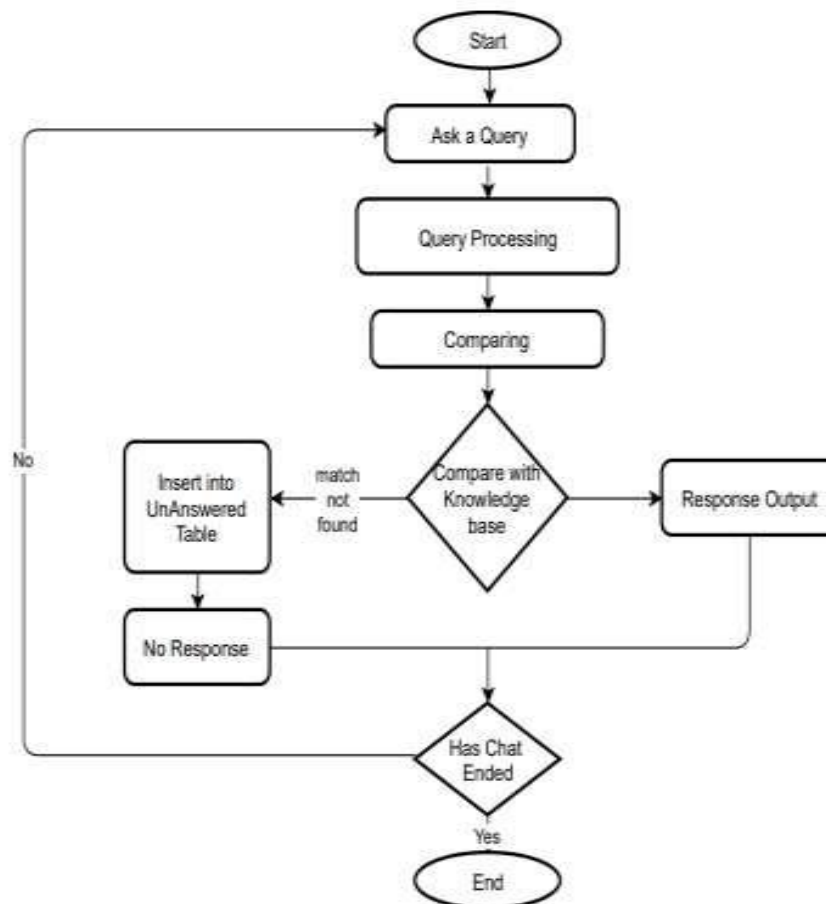 Start
Ask a Query
Query Processing
Comparing
No
Insert into
UnAnswered
Table
match
not
found
Compare with
Knowledge
base
Response Output
No Response
Has Chat
Ended
Yes
End